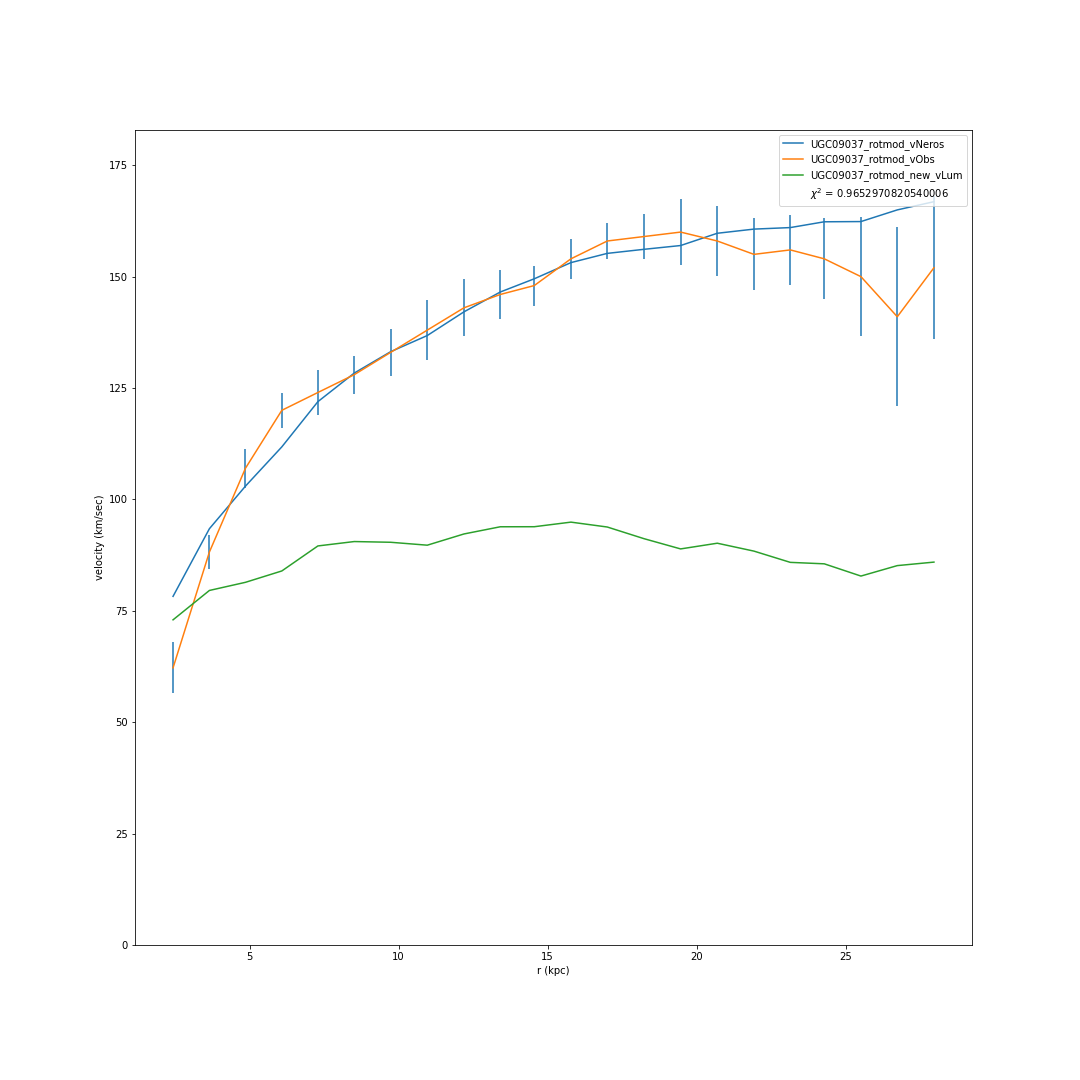 UGC09037_rotmod_vNeros
UGC09037_rotmod_vObs
UGC09037_rotmod_new_vLum
χ² = 0.9652970820540006
175
150
125
100
75
50
25
0
velocity (km/sec)
5
10
15
20
25
r (kpc)